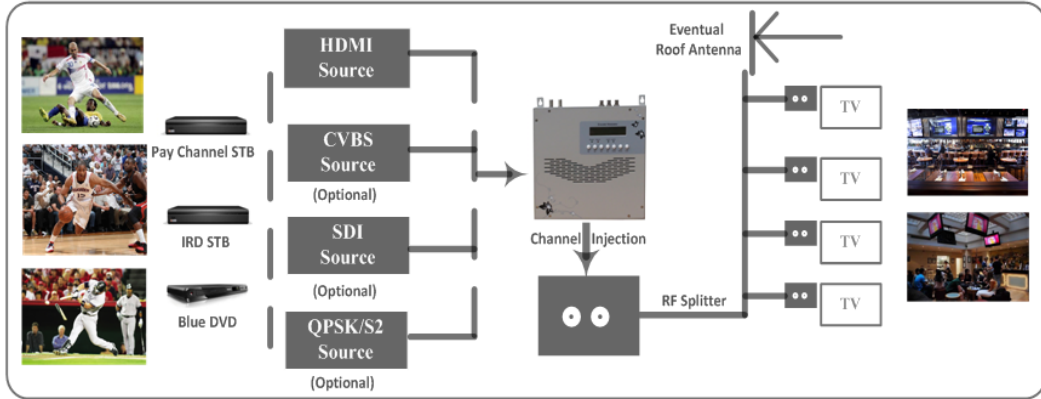 Pay Channel STB
IRD STB
Blue DVD
HDMI
Source
CVBS
Source
(Optional)
SDI
Source
(Optional)
QPSK/S2
Source
(Optional)
Channel Injection
RF Splitter
Eventual
Roof Antenna
TV
TV
TV
TV